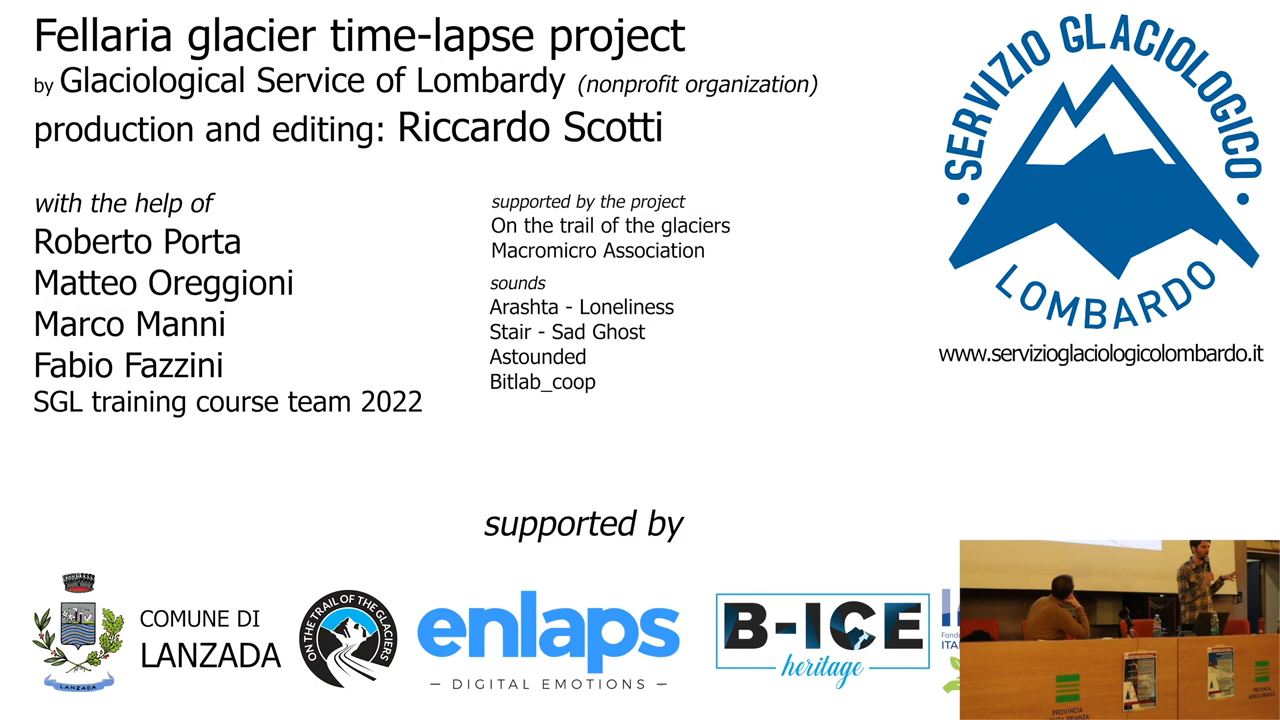 Fellaria glacier time-lapse project
by Glaciological Service of Lombardy (nonprofit organization)
production and editing: Riccardo Scotti
with the help of
Roberto Porta
Matteo Oreggioni
Marco Manni
Fabio Fazzini
SGL training course team 2022
supported by the project
On the trail of the glaciers
Macromicro Association
sounds
Arashta - Loneliness
Stair - Sad Ghost
Astounded
Bitlab_coop
• SERVIZIO GLACIOLOGICO •
LOMBARDO
www.servizioglaciologicolombardo.it
supported by
LANZADA
COMUNE DI
LANZADA
ON THE TRAIL OF THE GLACIERS
enlaps
— DIGITAL EMOTIONS —
B-ICE
heritage
PROVINCIA
PROVINCIA